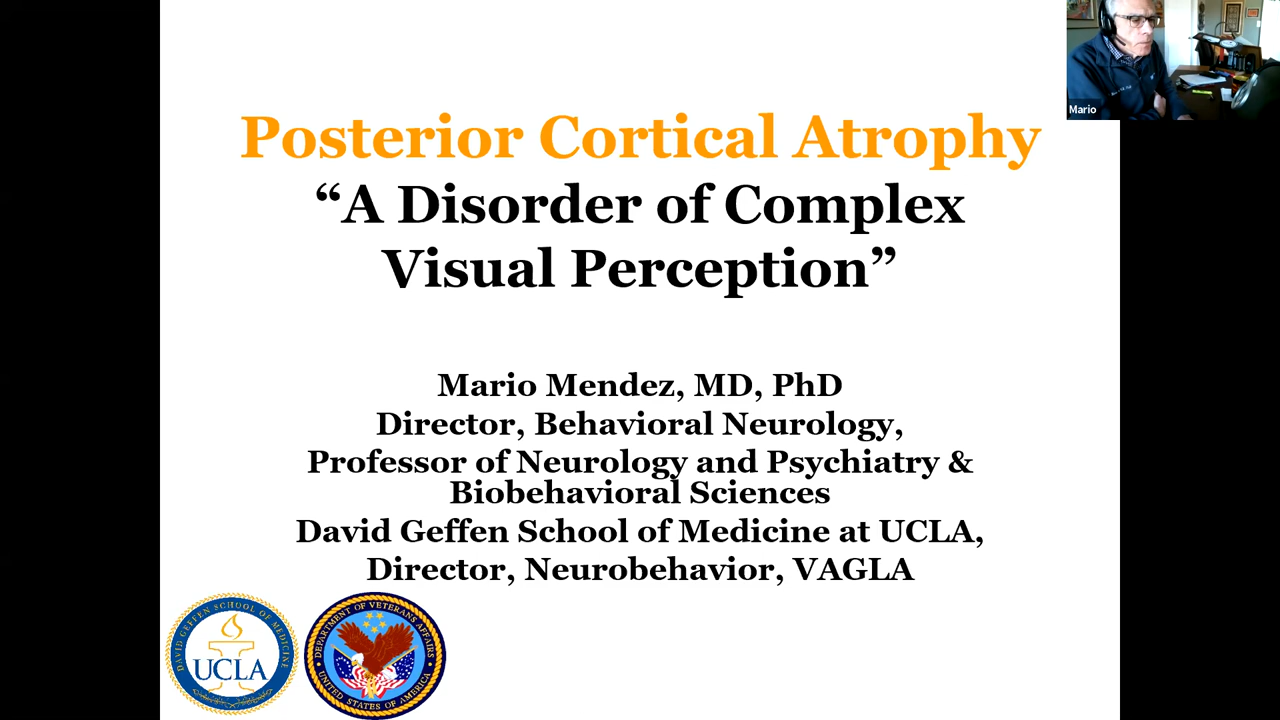 Mario
Posterior Cortical Atrophy
“A Disorder of Complex
Visual Perception”
Mario Mendez, MD, PhD
Director, Behavioral Neurology,
Professor of Neurology and Psychiatry &
Biobehavioral Sciences
David Geffen School of Medicine at UCLA,
Director, Neurobehavior, VAGLA
DAVID GEFFEN SCHOOL OF MEDICINE
UCLA
DEPARTMENT OF VETERANS AFFAIRS
UNITED STATES OF AMERICA